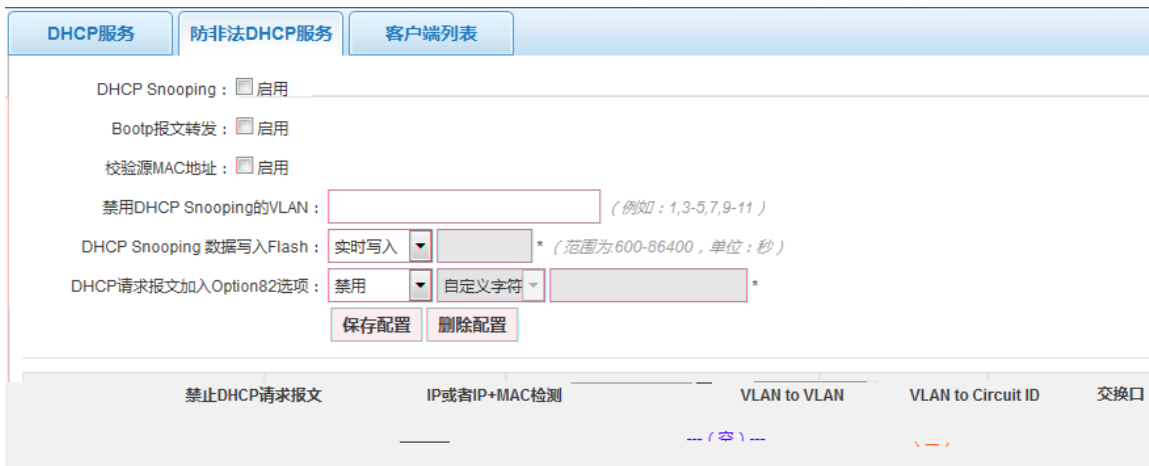 DHCP服务 防非法DHCP服务 客户端列表
DHCP Snooping：启用
Bootp报文转发：启用
校验源MAC地址：启用
禁用DHCP Snooping的VLAN：（例如：1,3-5,7,9-11）
DHCP Snooping 数据写入Flash：实时写入 *（范围为:600-86400，单位：秒）
DHCP请求报文加入Option82选项：禁用 自定义字符 *
保存配置 删除配置
禁止DHCP请求报文 IP或者IP+MAC检测 VLAN to VLAN VLAN to Circuit ID 交换口
---（空）---